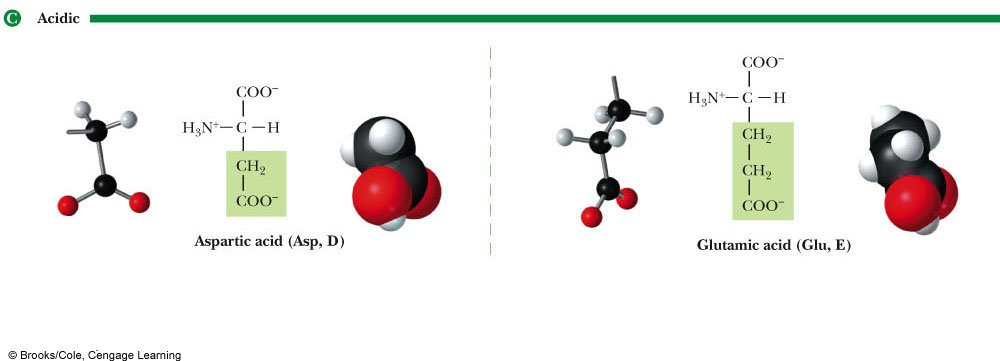 C Acidic
COO⁻
H₃N⁺—C—H
CH₂
COO⁻
Aspartic acid (Asp, D)
COO⁻
H₃N⁺—C—H
CH₂
CH₂
COO⁻
Glutamic acid (Glu, E)
© Brooks/Cole, Cengage Learning